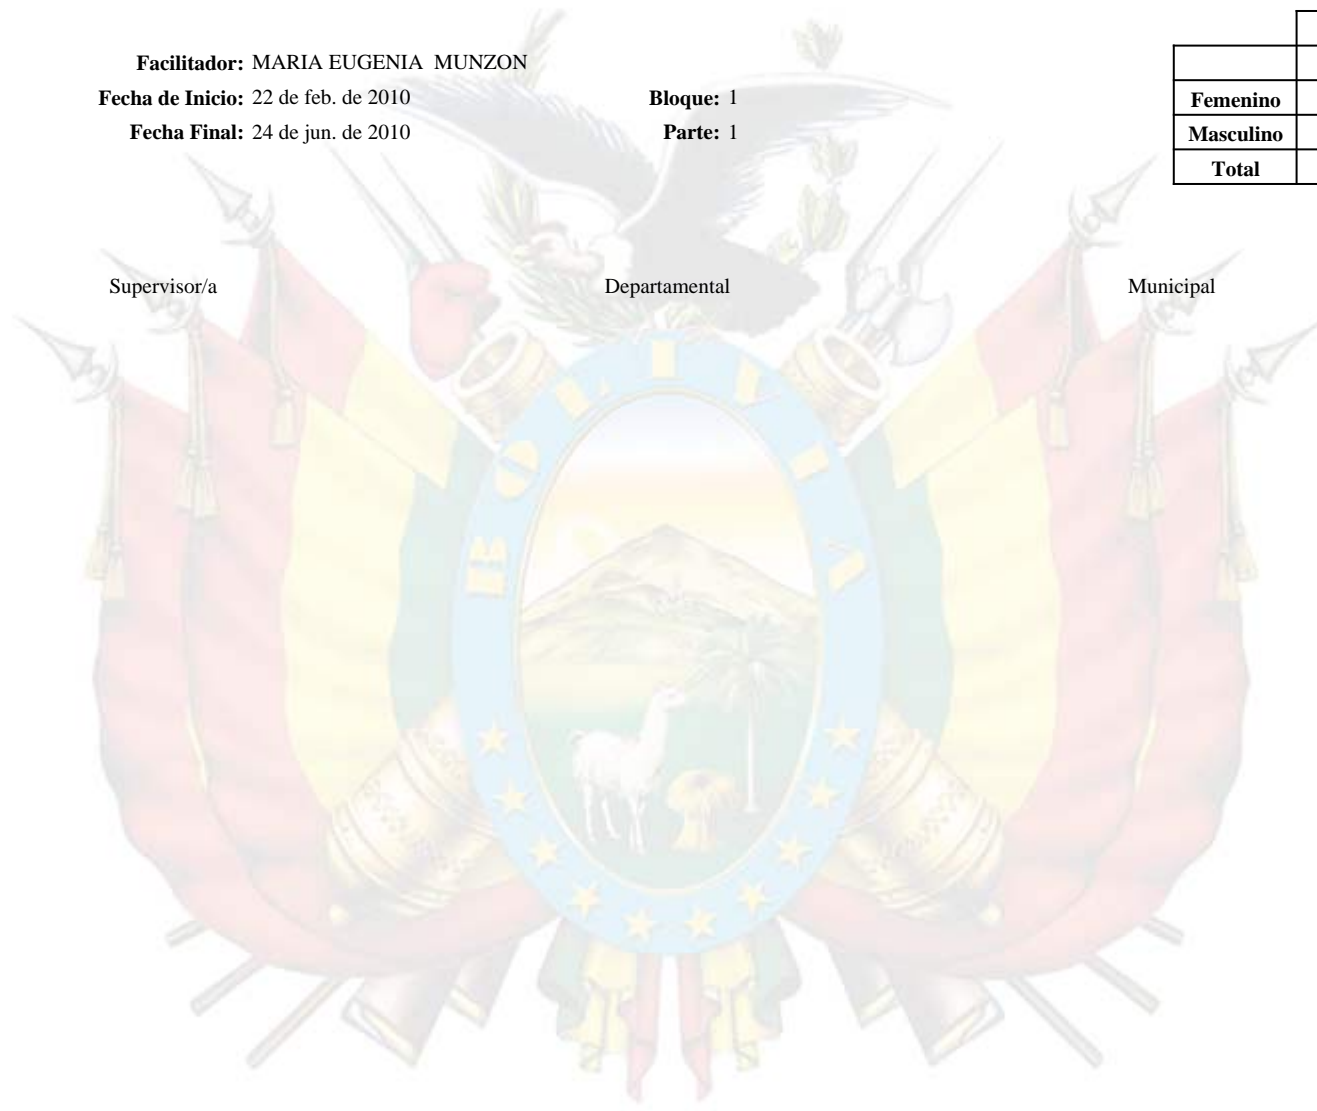 Facilitador: MARIA EUGENIA MUNZON
Fecha de Inicio: 22 de feb. de 2010 Bloque: 1
Fecha Final: 24 de jun. de 2010 Parte: 1
Femenino
Masculino
Total
Supervisor/a Departamental Municipal
BOLIVIA